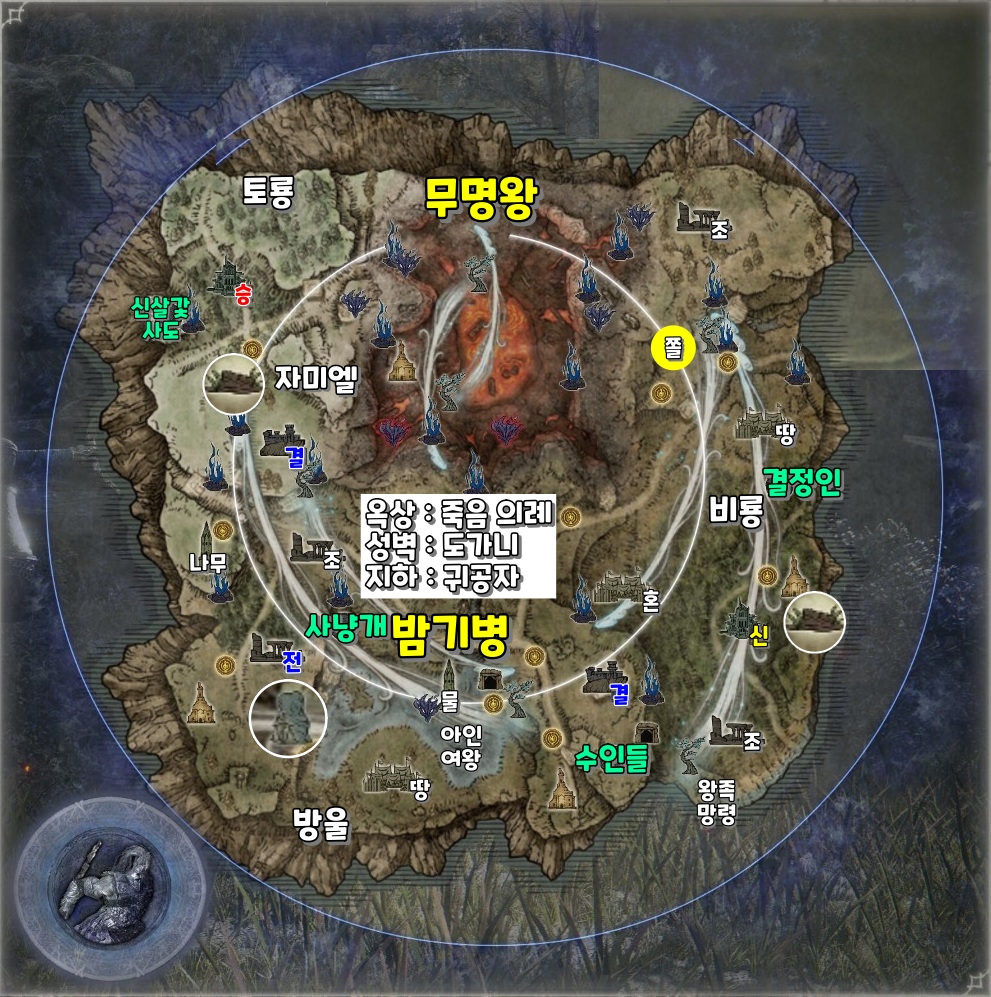 토룡
무명왕
조
승
신살갗
사도
쫄
자미엘
땅
결
결정인
비룡
옥상 : 죽음 의례
성벽 : 도가니
지하 : 귀공자
조
나무
혼
사냥개
밤기병
신
전
결
물
아인
여왕
조
수인들
땅
왕족
망령
방울